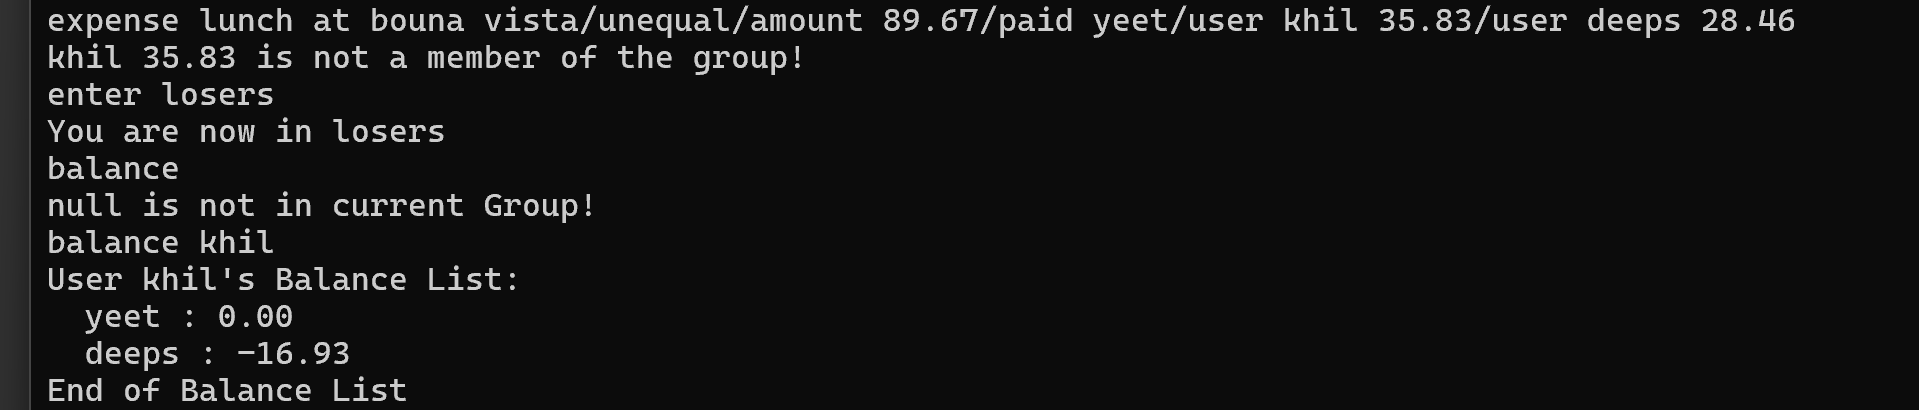 expense lunch at bouna vista/unequal/amount 89.67/paid yeet/user khil 35.83/user deeps 28.46
khil 35.83 is not a member of the group!
enter losers
You are now in losers
balance
null is not in current Group!
balance khil
User khil's Balance List:
  yeet : 0.00
  deeps : -16.93
End of Balance List